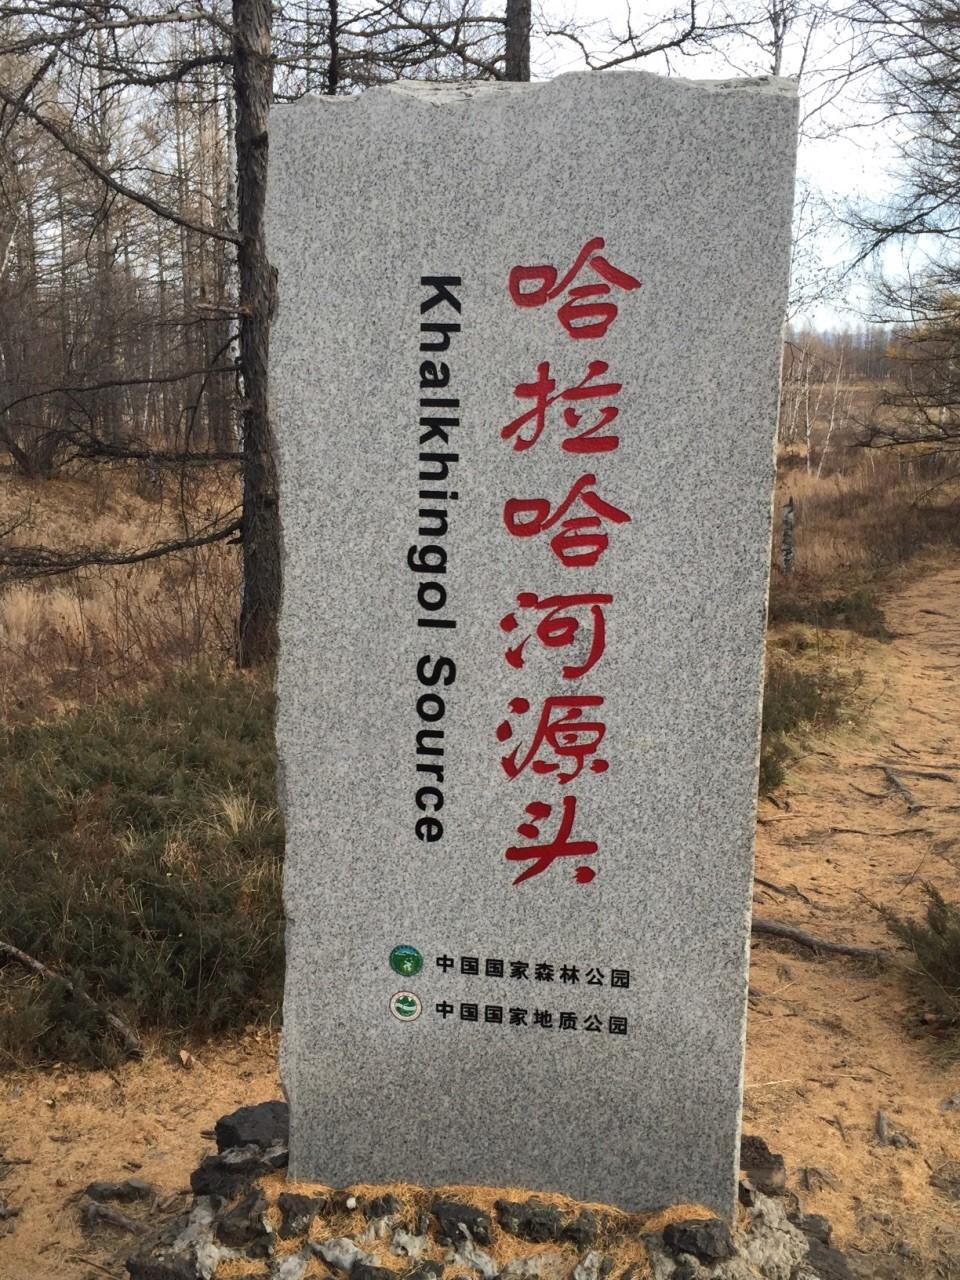 哈拉哈河源头
Khalkhingol Source
中国国家森林公园
中国国家地质公园